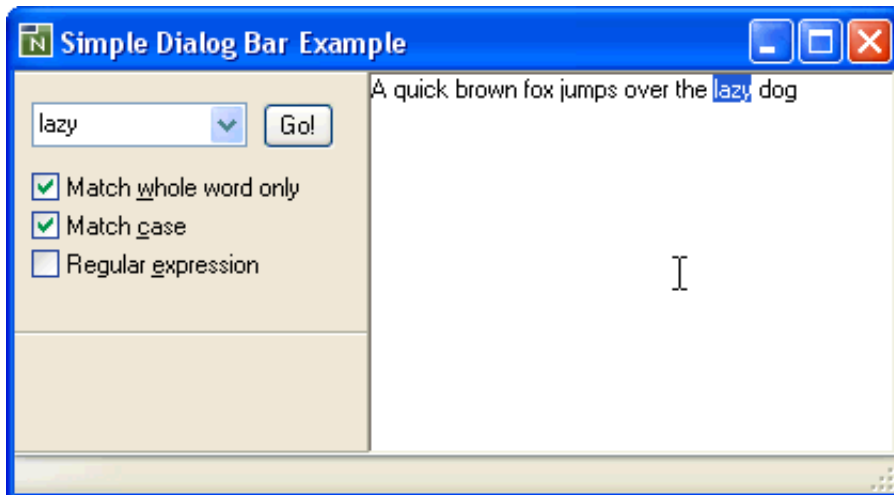 N Simple Dialog Bar Example
lazy Go!
Match whole word only
Match case
Regular expression
A quick brown fox jumps over the lazy dog